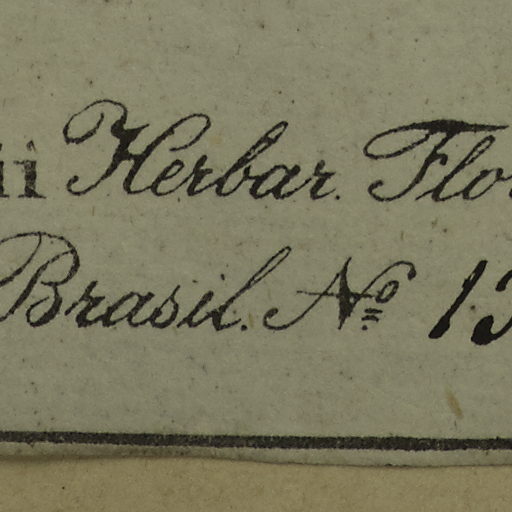 ii Herbar. Flo
Brasil. No 13